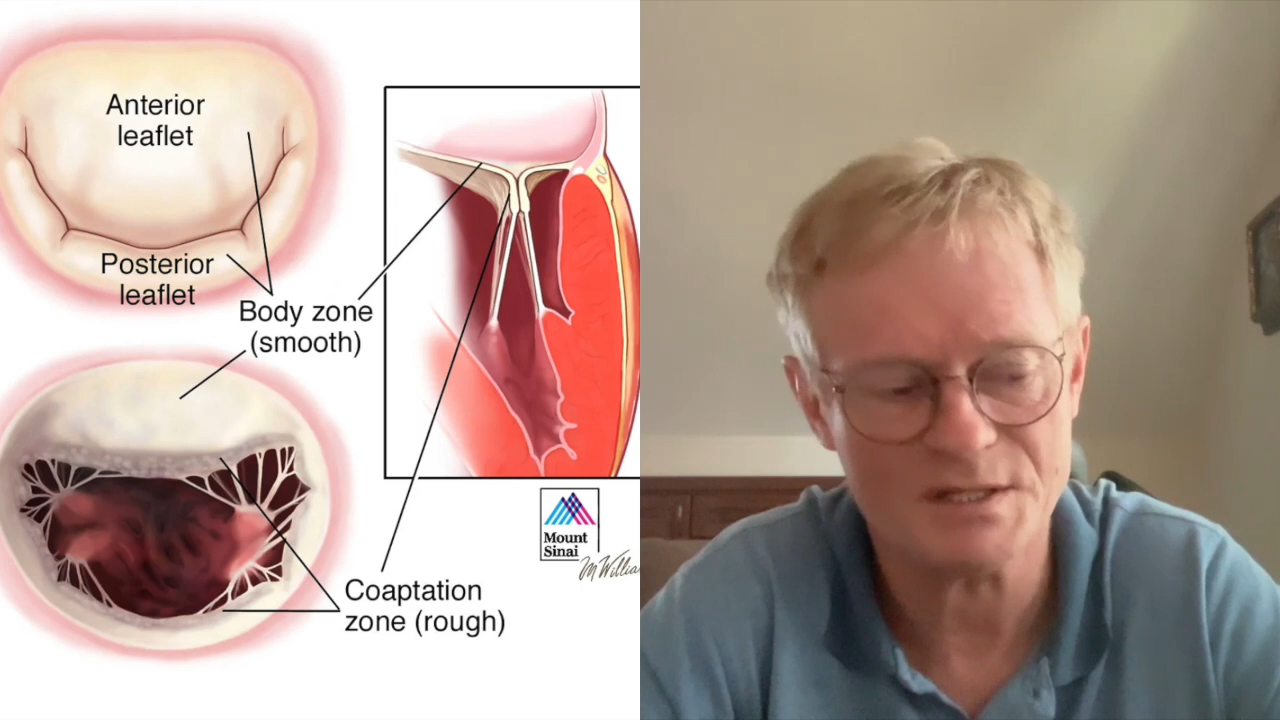 Anterior
leaflet
Posterior
leaflet
Body zone
(smooth)
Mount
Sinai
Coaptation
zone (rough)